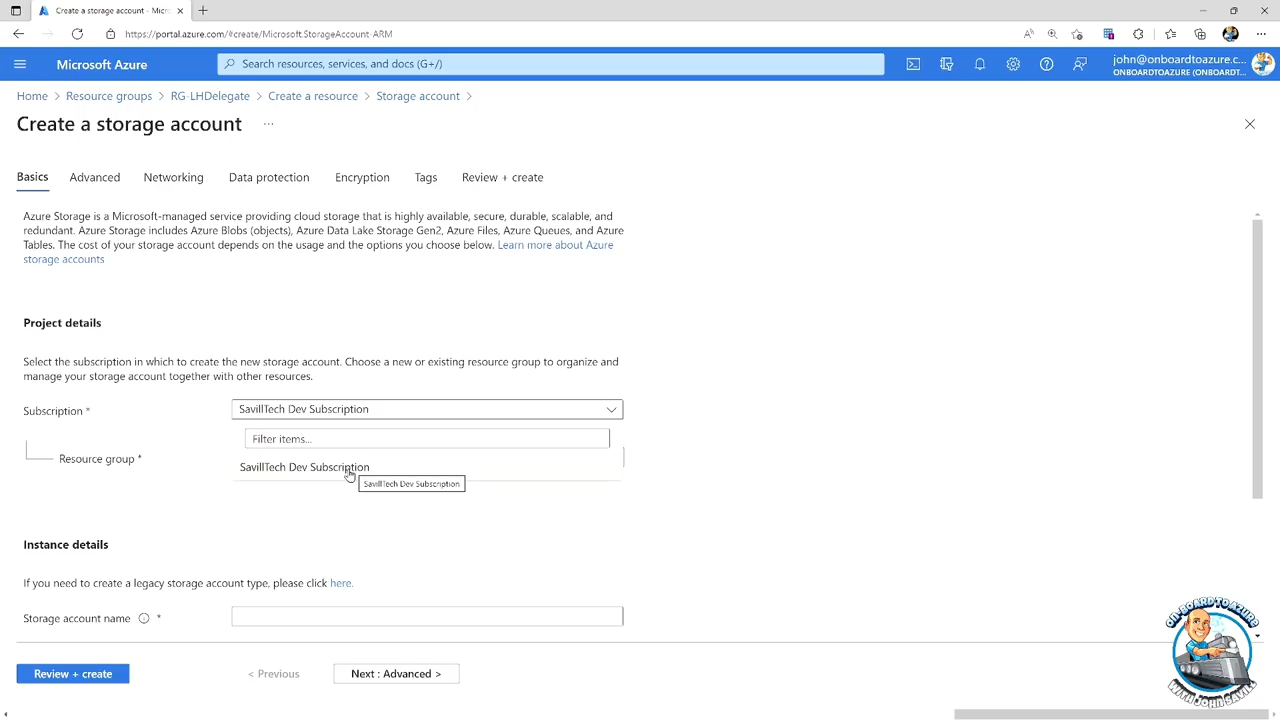 Create a storage account - Micr
https://portal.azure.com/#create/Microsoft.StorageAccount-ARM
Microsoft Azure
Search resources, services, and docs (G+/)
john@onboardtoazure.c...
ONBOARDTOAZURE (ONBOARDT...
Home > Resource groups > RG-LHDelegate > Create a resource > Storage account >
Create a storage account ...
Basics Advanced Networking Data protection Encryption Tags Review + create
Azure Storage is a Microsoft-managed service providing cloud storage that is highly available, secure, durable, scalable, and
redundant. Azure Storage includes Azure Blobs (objects), Azure Data Lake Storage Gen2, Azure Files, Azure Queues, and Azure
Tables. The cost of your storage account depends on the usage and the options you choose below. Learn more about Azure
storage accounts
Project details
Select the subscription in which to create the new storage account. Choose a new or existing resource group to organize and
manage your storage account together with other resources.
Subscription *
SavillTech Dev Subscription
Filter items...
Resource group *
SavillTech Dev Subscription
SavillTech Dev Subscription
Instance details
If you need to create a legacy storage account type, please click here.
Storage account name *
Review + create
< Previous
Next : Advanced >
ON-BOARD TO AZURE
WITH JOHN SAVILL